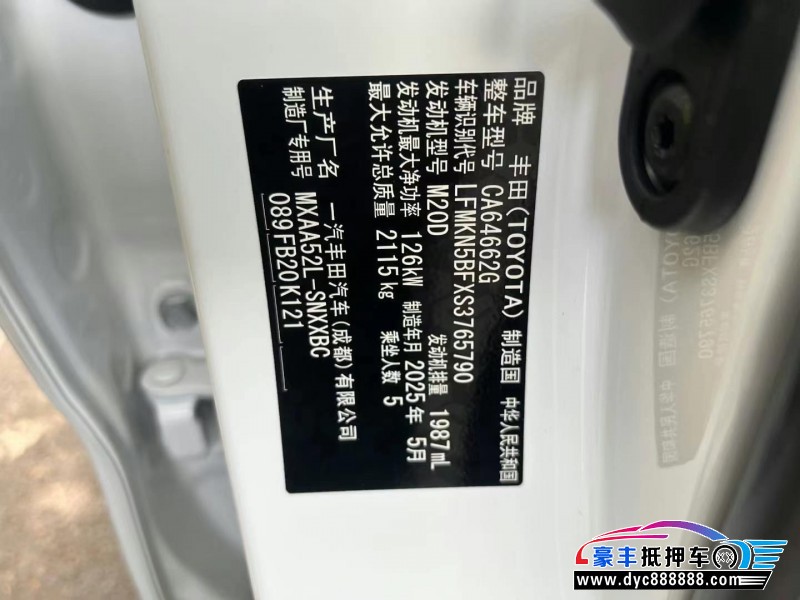 品牌 丰田(TOYOTA) 制造国 中华人民共和国
整车型号 CA64662G
车辆识别代号 LFMKN5BFXS3765790
发动机型号 M20D 发动机排量 1987mL
发动机最大净功率 126kW 制造年月 2025年 5月
最大允许总质量 2115kg 乘坐人数 5
生产厂名 一汽丰田汽车(成都)有限公司
制造厂专用号 MXAA52L-SNXXBC
089FB20K121
豪丰抵押车
www.dyc888888.com